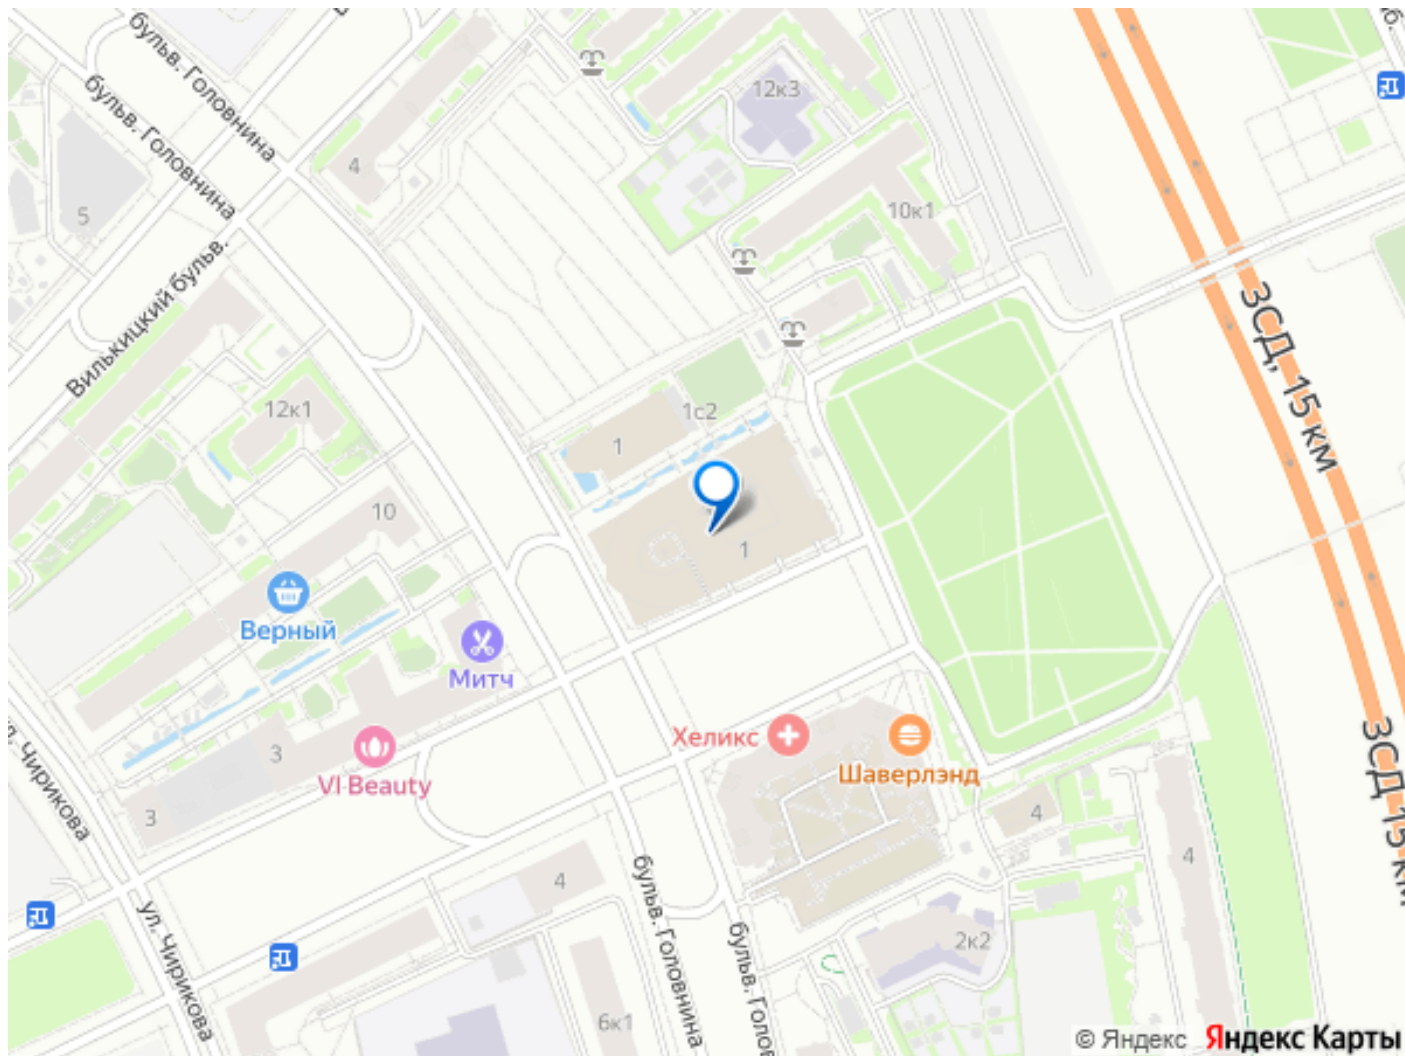 бульв. Головнина
бульв. Головнина
12к3
4
5
10к1
Вилькицкий бульв.
ЗСД, 15 км
12к1
1с2
1
10
1
Верный
Митч
Хеликс
Шаверлэнд
3
VI Beauty
3
ЗСД 15 км
4
4
4
ул. Чирикова
ул. Чирикова
бульв. Головнина
бульв. Голов
2к2
6к1
© Яндекс Яндекс Карты